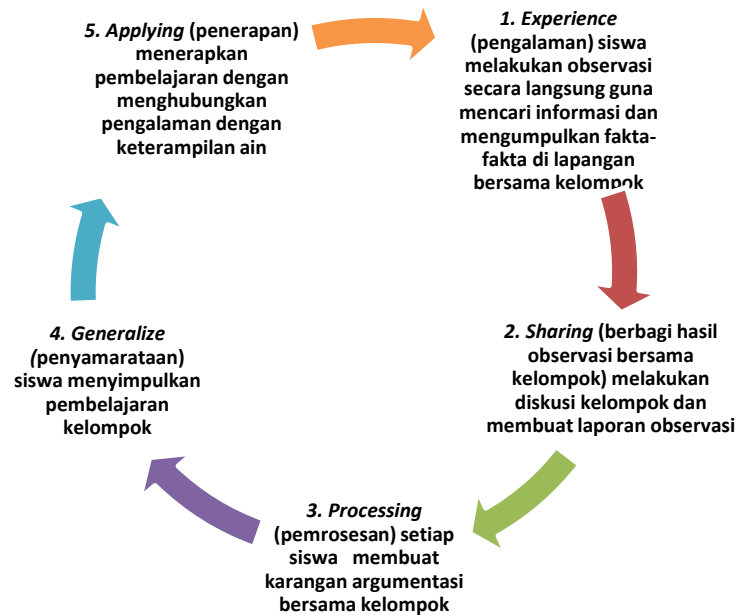 5. Applying (penerapan)
menerapkan
pembelajaran dengan
menghubungkan
pengalaman dengan
keterampilan ain
1. Experience
(pengalaman) siswa
melakukan observasi
secara langsung guna
mencari informasi dan
mengumpulkan fakta-
fakta di lapangan
bersama kelompok
2. Sharing (berbagi hasil
observasi bersama
kelompok) melakukan
diskusi kelompok dan
membuat laporan observasi
3. Processing
(pemrosesan) setiap
siswa membuat
karangan argumentasi
bersama kelompok
4. Generalize
(penyamarataan)
siswa menyimpulkan
pembelajaran
kelompok